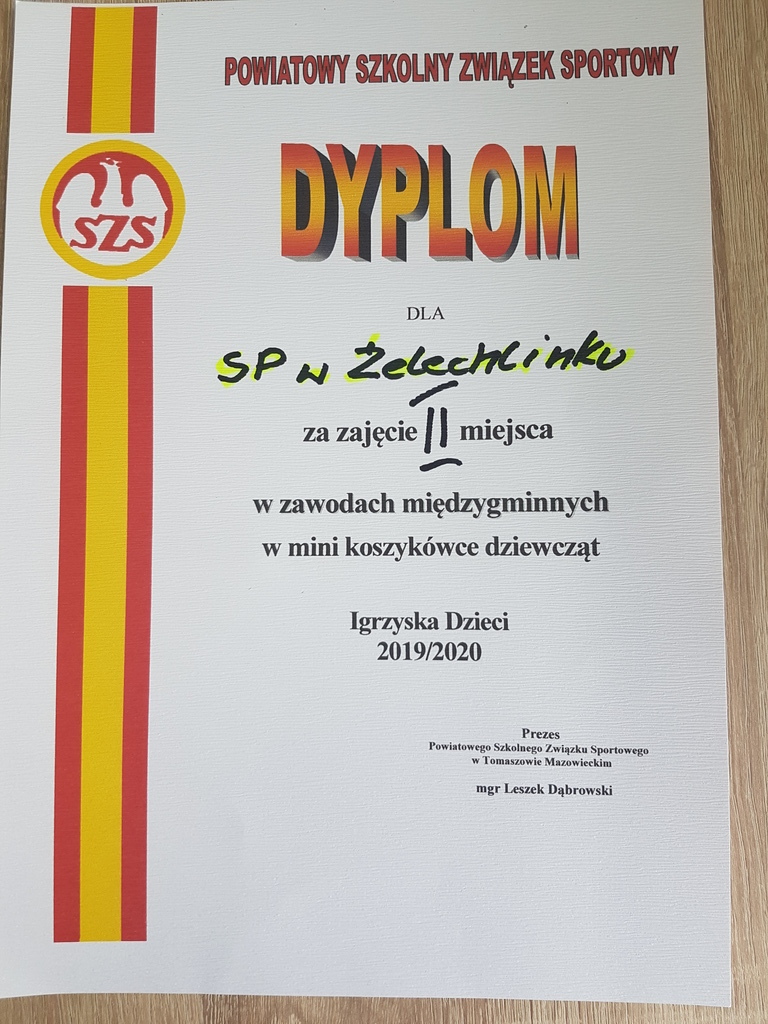 POWIATOWY SZKOLNY ZWIĄZEK SPORTOWY
DYPLOM
SZS
DLA
SP w Żelechlinku
za zajęcie II miejsca
w zawodach międzygminnych
w mini koszykówce dziewcząt
Igrzyska Dzieci
2019/2020
Prezes
Powiatowego Szkolnego Związku Sportowego
w Tomaszowie Mazowieckim
mgr Leszek Dąbrowski